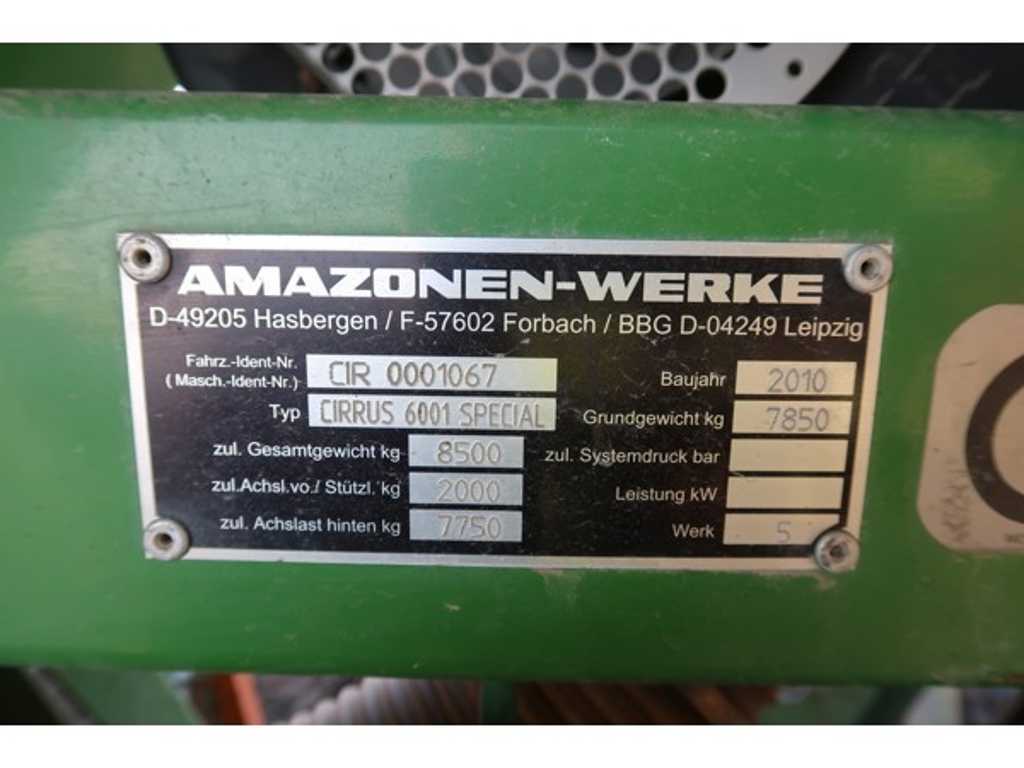 AMAZONEN-WERKE
D-49205 Hasbergen / F-57602 Forbach / BBG D-04249 Leipzig
Fahrz.-Ident-Nr.
( Masch.-Ident-Nr.) CIR 0001067 Baujahr 2010
Typ CIRRUS 6001 SPECIAL Grundgewicht kg 7850
zul. Gesamtgewicht kg 8500 zul. Systemdruck bar
zul.Achsl.vo./ Stützl. kg 2000 Leistung kW
zul. Achslast hinten kg 7750 Werk 5